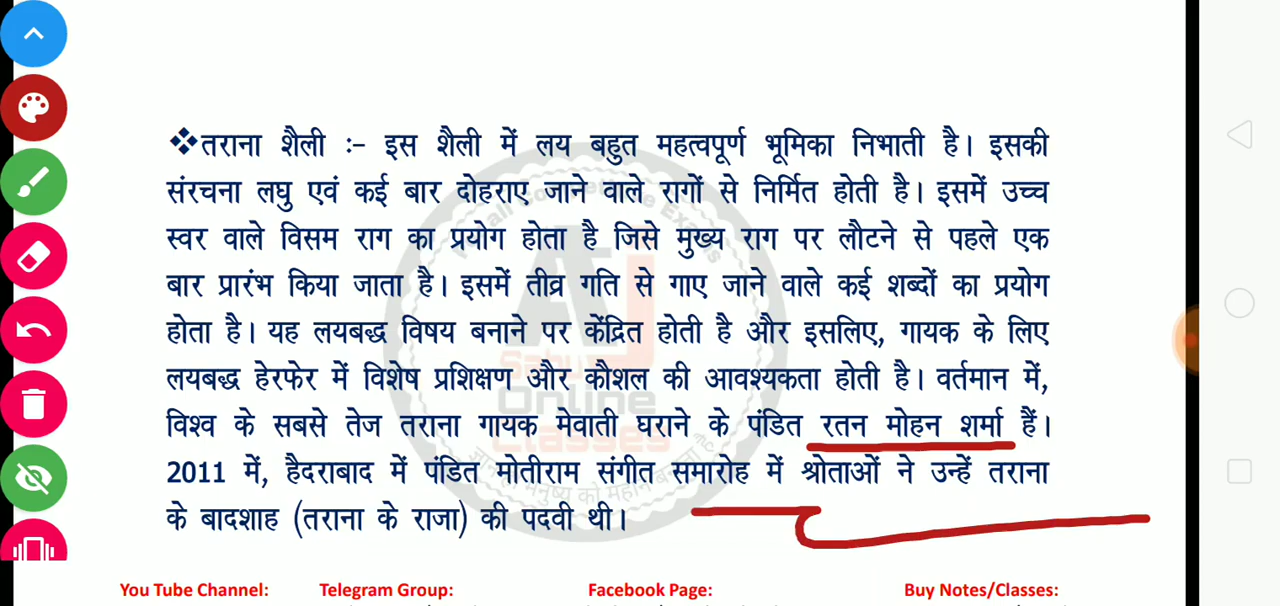 ❖तराना शैली :- इस शैली में लय बहुत महत्वपूर्ण भूमिका निभाती है। इसकी
संरचना लघु एवं कई बार दोहराए जाने वाले रागों से निर्मित होती है। इसमें उच्च
स्वर वाले विसम राग का प्रयोग होता है जिसे मुख्य राग पर लौटने से पहले एक
बार प्रारंभ किया जाता है। इसमें तीव्र गति से गाए जाने वाले कई शब्दों का प्रयोग
होता है। यह लयबद्ध विषय बनाने पर केंद्रित होती है और इसलिए, गायक के लिए
लयबद्ध हेरफेर में विशेष प्रशिक्षण और कौशल की आवश्यकता होती है। वर्तमान में,
विश्व के सबसे तेज तराना गायक मेवाती घराने के पंडित रतन मोहन शर्मा हैं।
2011 में, हैदराबाद में पंडित मोतीराम संगीत समारोह में श्रोताओं ने उन्हें तराना
के बादशाह (तराना के राजा) की पदवी थी।
AJ
Online
Classes
You Tube Channel: Telegram Group: Facebook Page: Buy Notes/Classes: